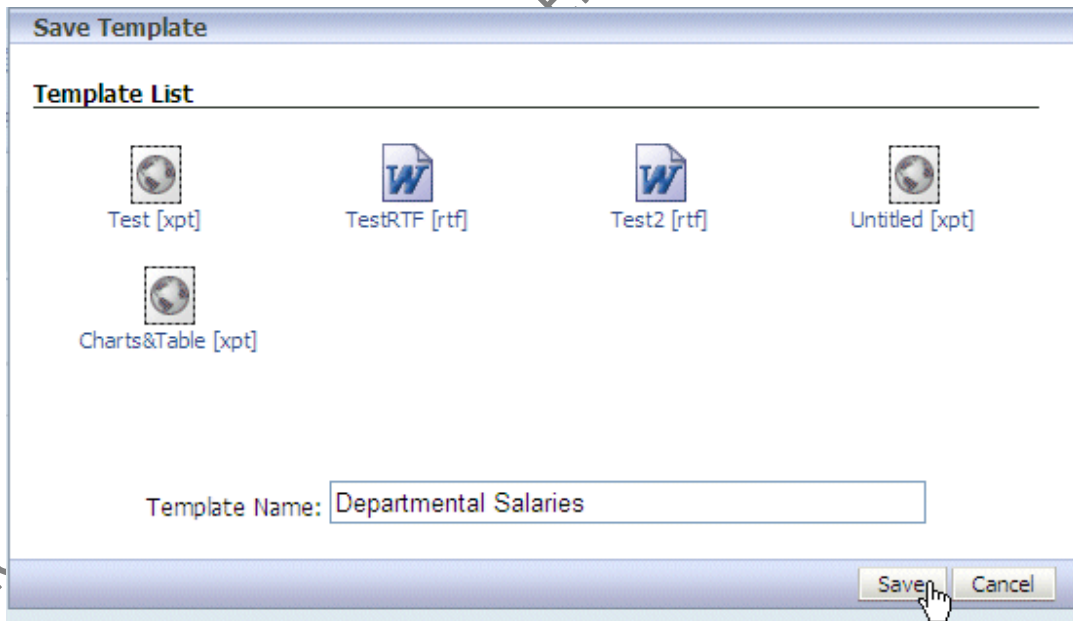 Save Template
Template List
Test [xpt] TestRTF [rtf] Test2 [rtf] Untitled [xpt]
Charts&Table [xpt]
Template Name: Departmental Salaries
Save Cancel